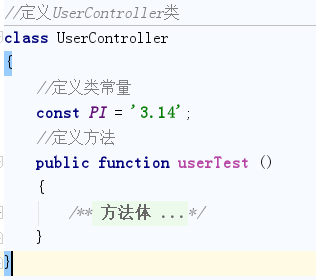 //定义UserController类
class UserController
{
//定义类常量
const PI = '3.14';
//定义方法
public function userTest ()
{
/** 方法体 ...*/
}
}